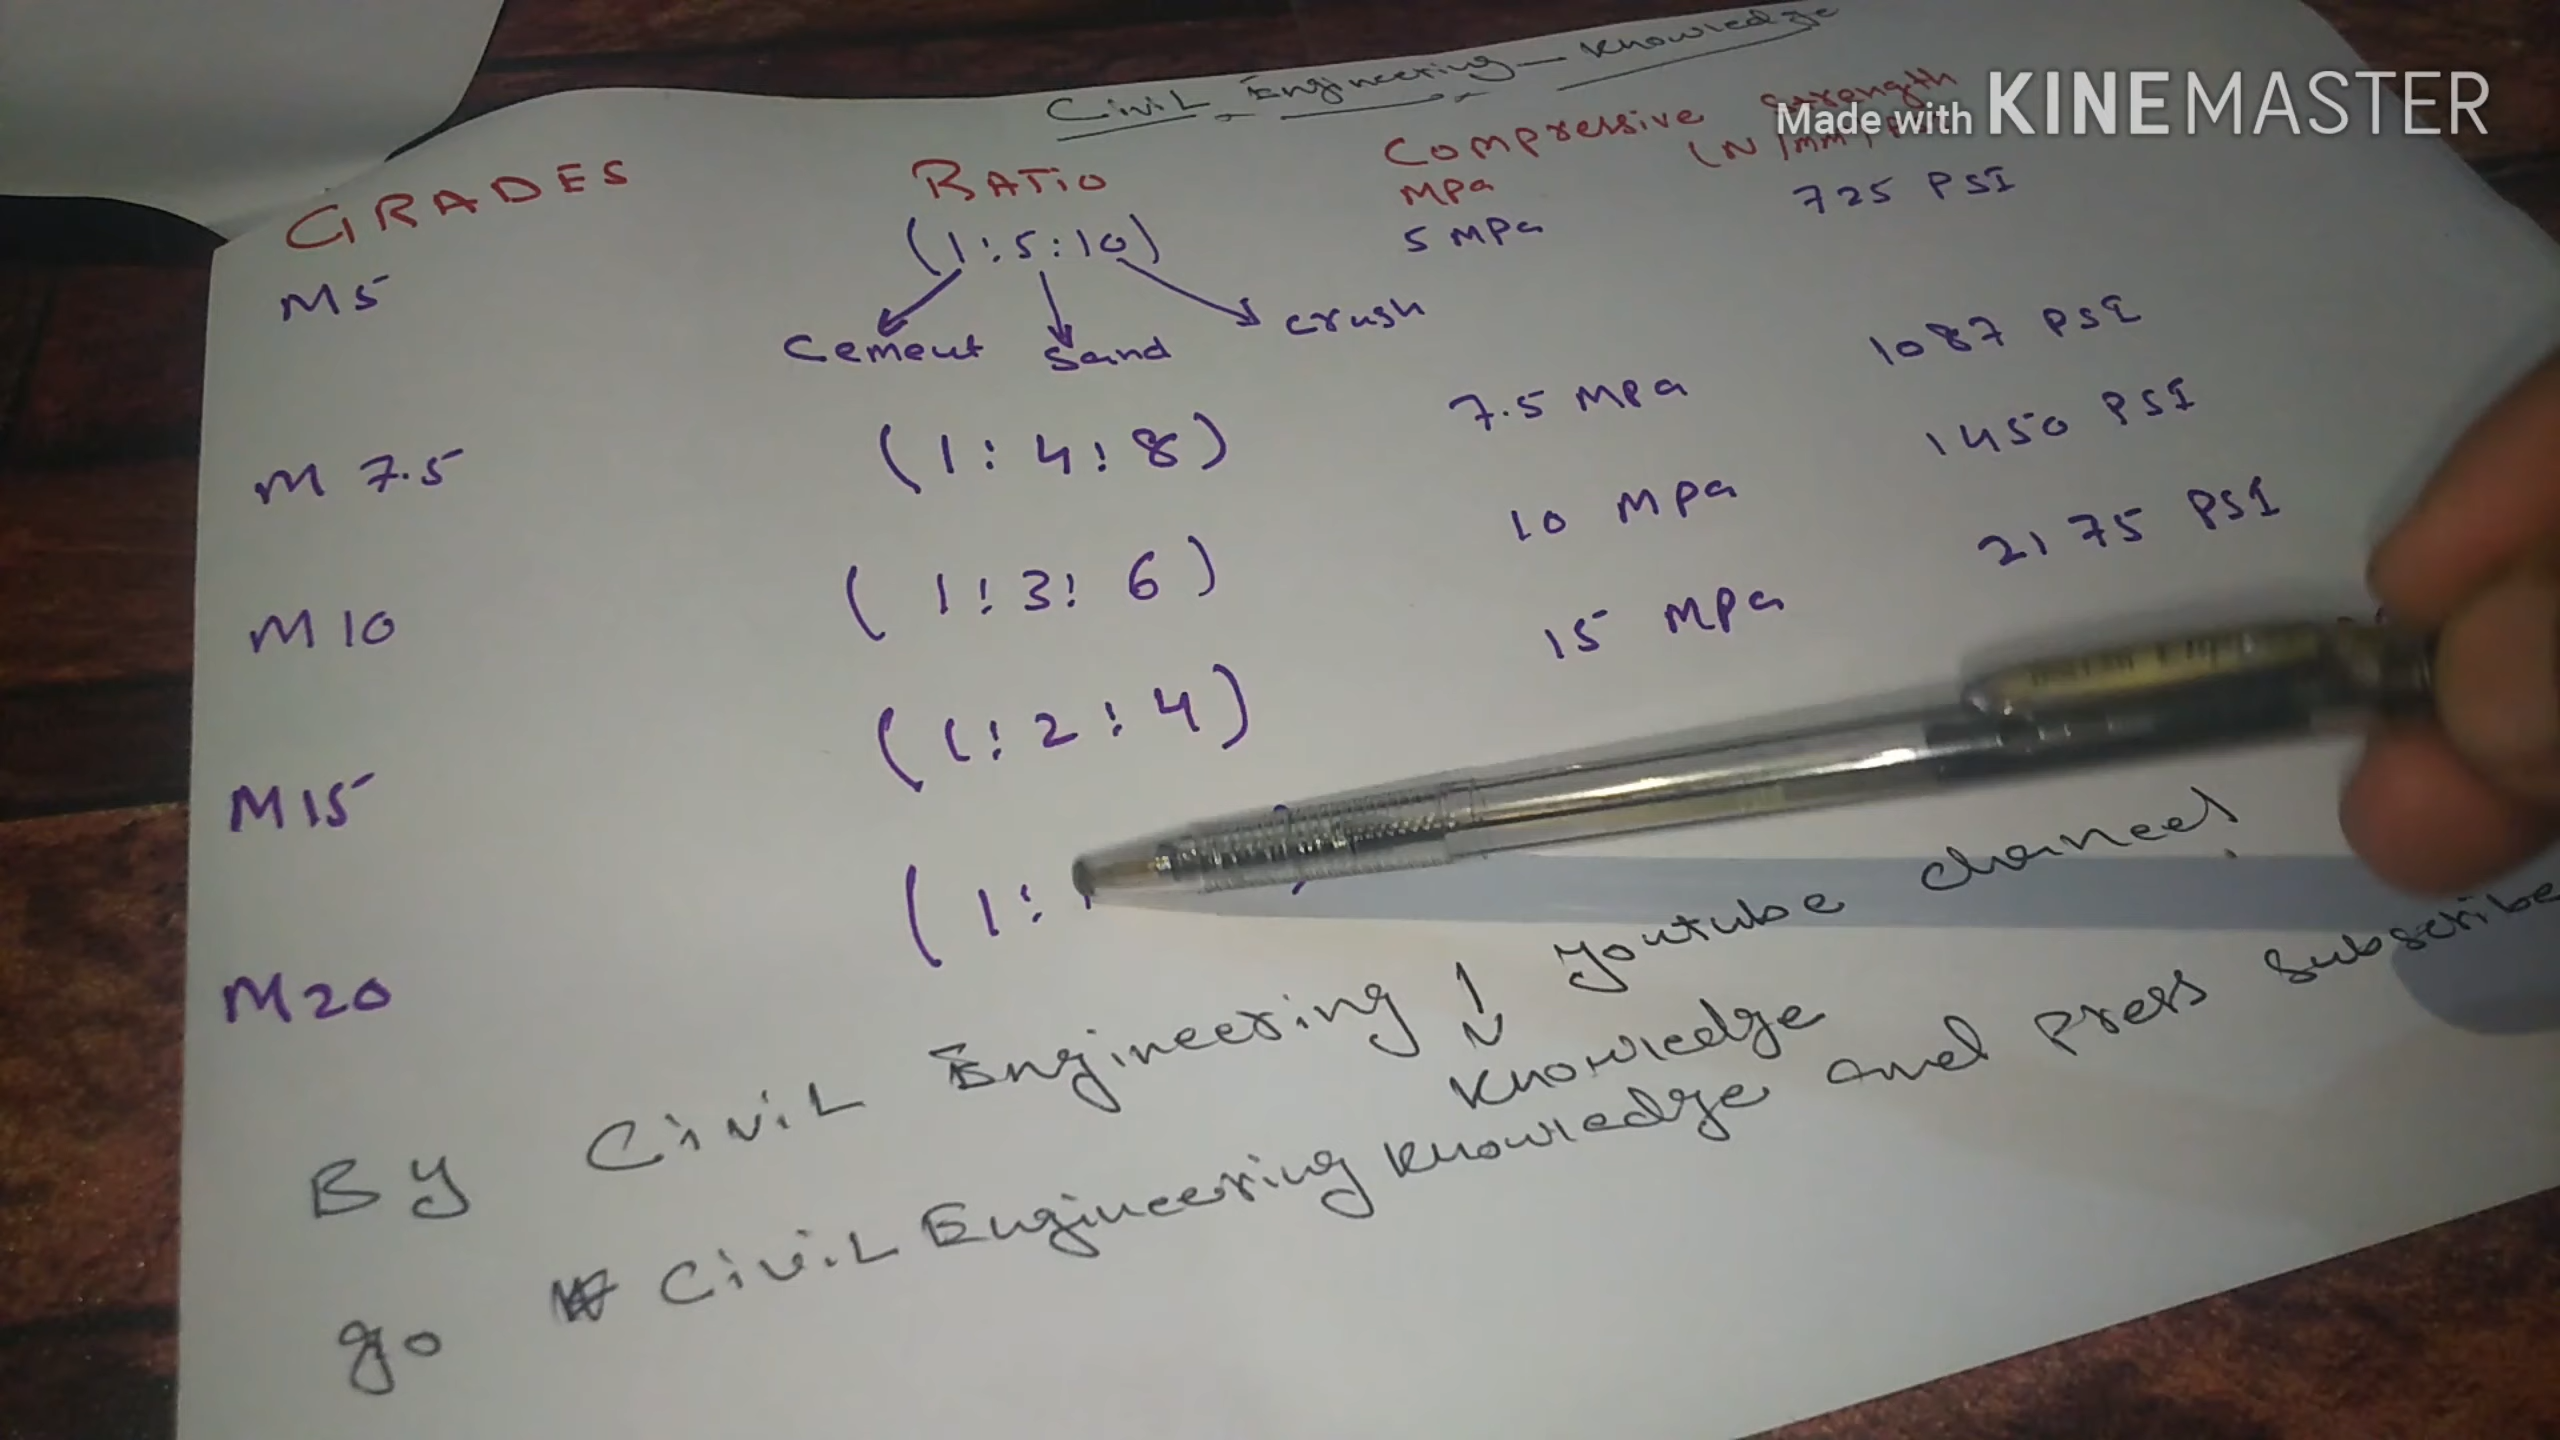 Civil Engineering - Knowledge
Made with KINEMASTER
GRADES RATIO Compressive Strength
MPa (N/mm,
M5 (1:5:10) 5 MPa 725 PSI
Cement Sand crush
M 7.5 (1:4:8) 7.5 MPa 1087 PSI
M10 (1:3:6) 10 MPa 1450 PSI
M15 (1:2:4) 15 MPa 2175 PSI
M20 (1:
By Civil Engineering Youtube channel
Knowledge
go Civil Engineering Knowledge and press subscribe